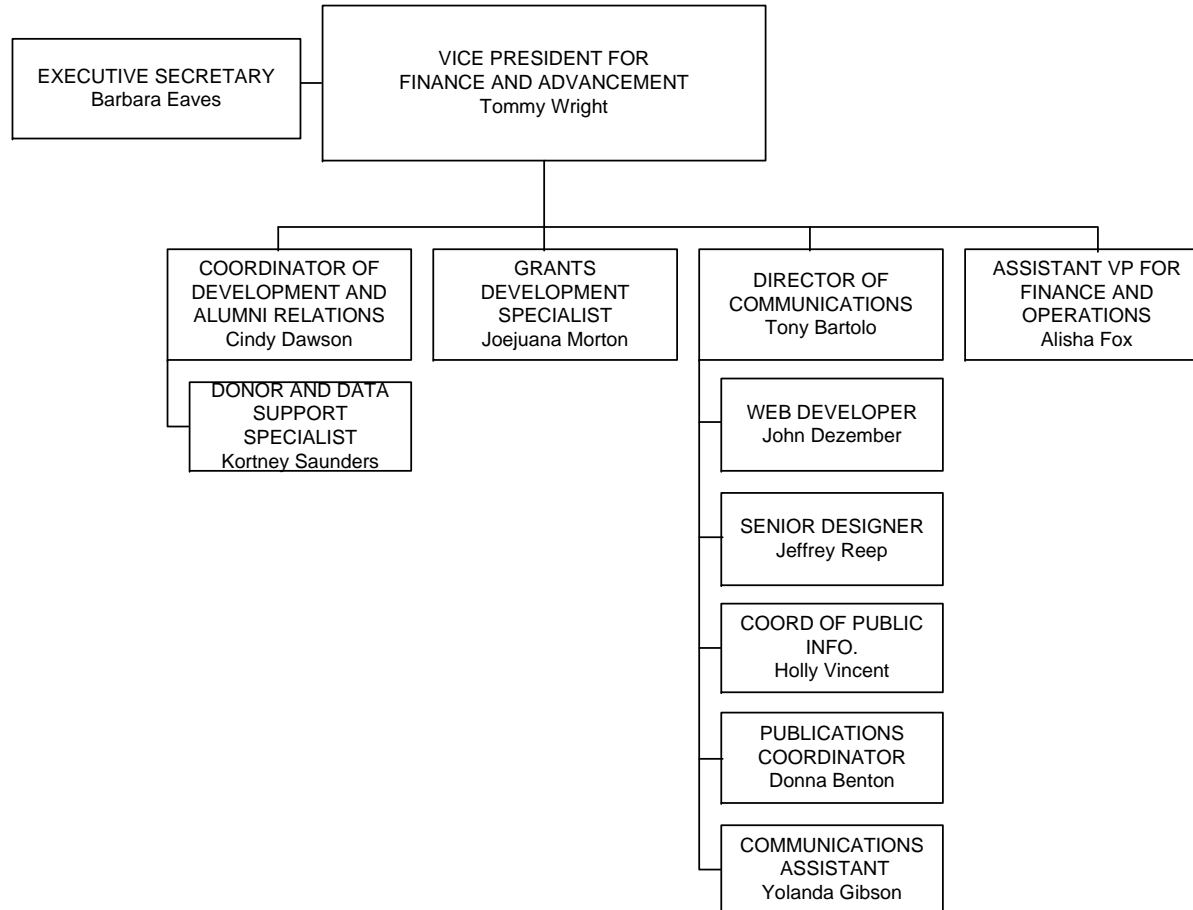 VICE PRESIDENT FOR
FINANCE AND ADVANCEMENT
Tommy Wright
EXECUTIVE SECRETARY
Barbara Eaves
COORDINATOR OF
DEVELOPMENT AND
ALUMNI RELATIONS
Cindy Dawson
DONOR AND DATA
SUPPORT
SPECIALIST
Kortney Saunders
GRANTS
DEVELOPMENT
SPECIALIST
Joejuana Morton
DIRECTOR OF
COMMUNICATIONS
Tony Bartolo
WEB DEVELOPER
John Dezember
SENIOR DESIGNER
Jeffrey Reep
COORD OF PUBLIC
INFO.
Holly Vincent
PUBLICATIONS
COORDINATOR
Donna Benton
COMMUNICATIONS
ASSISTANT
Yolanda Gibson
ASSISTANT VP FOR
FINANCE AND
OPERATIONS
Alisha Fox